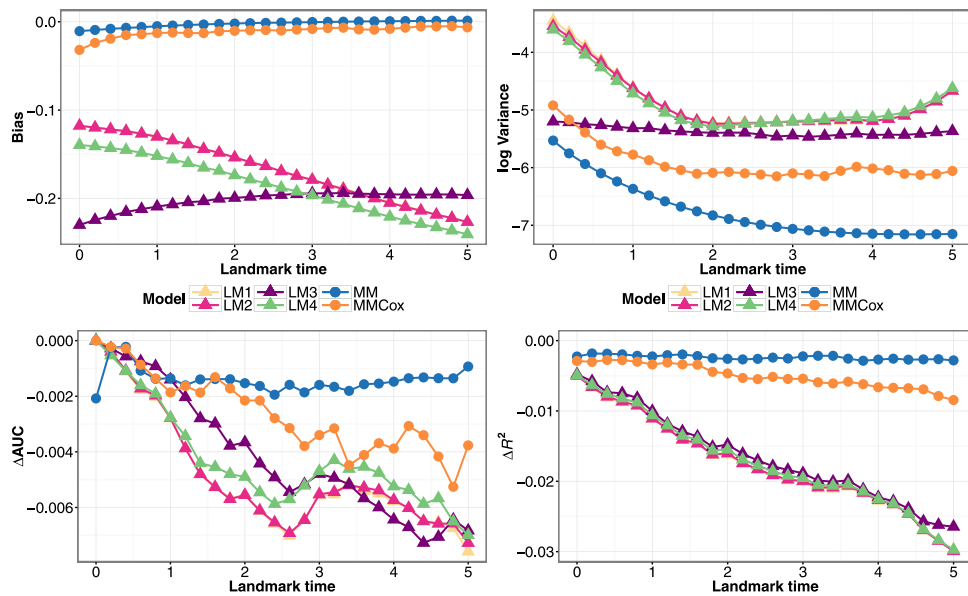 0.0
−0.1
−0.2
Bias
0 1 2 3 4 5
Landmark time
−4
−5
−6
−7
log Variance
0 1 2 3 4 5
Landmark time
Model LM1 LM3 MM
LM2 LM4 MMCox
Model LM1 LM3 MM
LM2 LM4 MMCox
0.000
−0.002
−0.004
−0.006
ΔAUC
0 1 2 3 4 5
Landmark time
0.00
−0.01
−0.02
−0.03
ΔR²
0 1 2 3 4 5
Landmark time